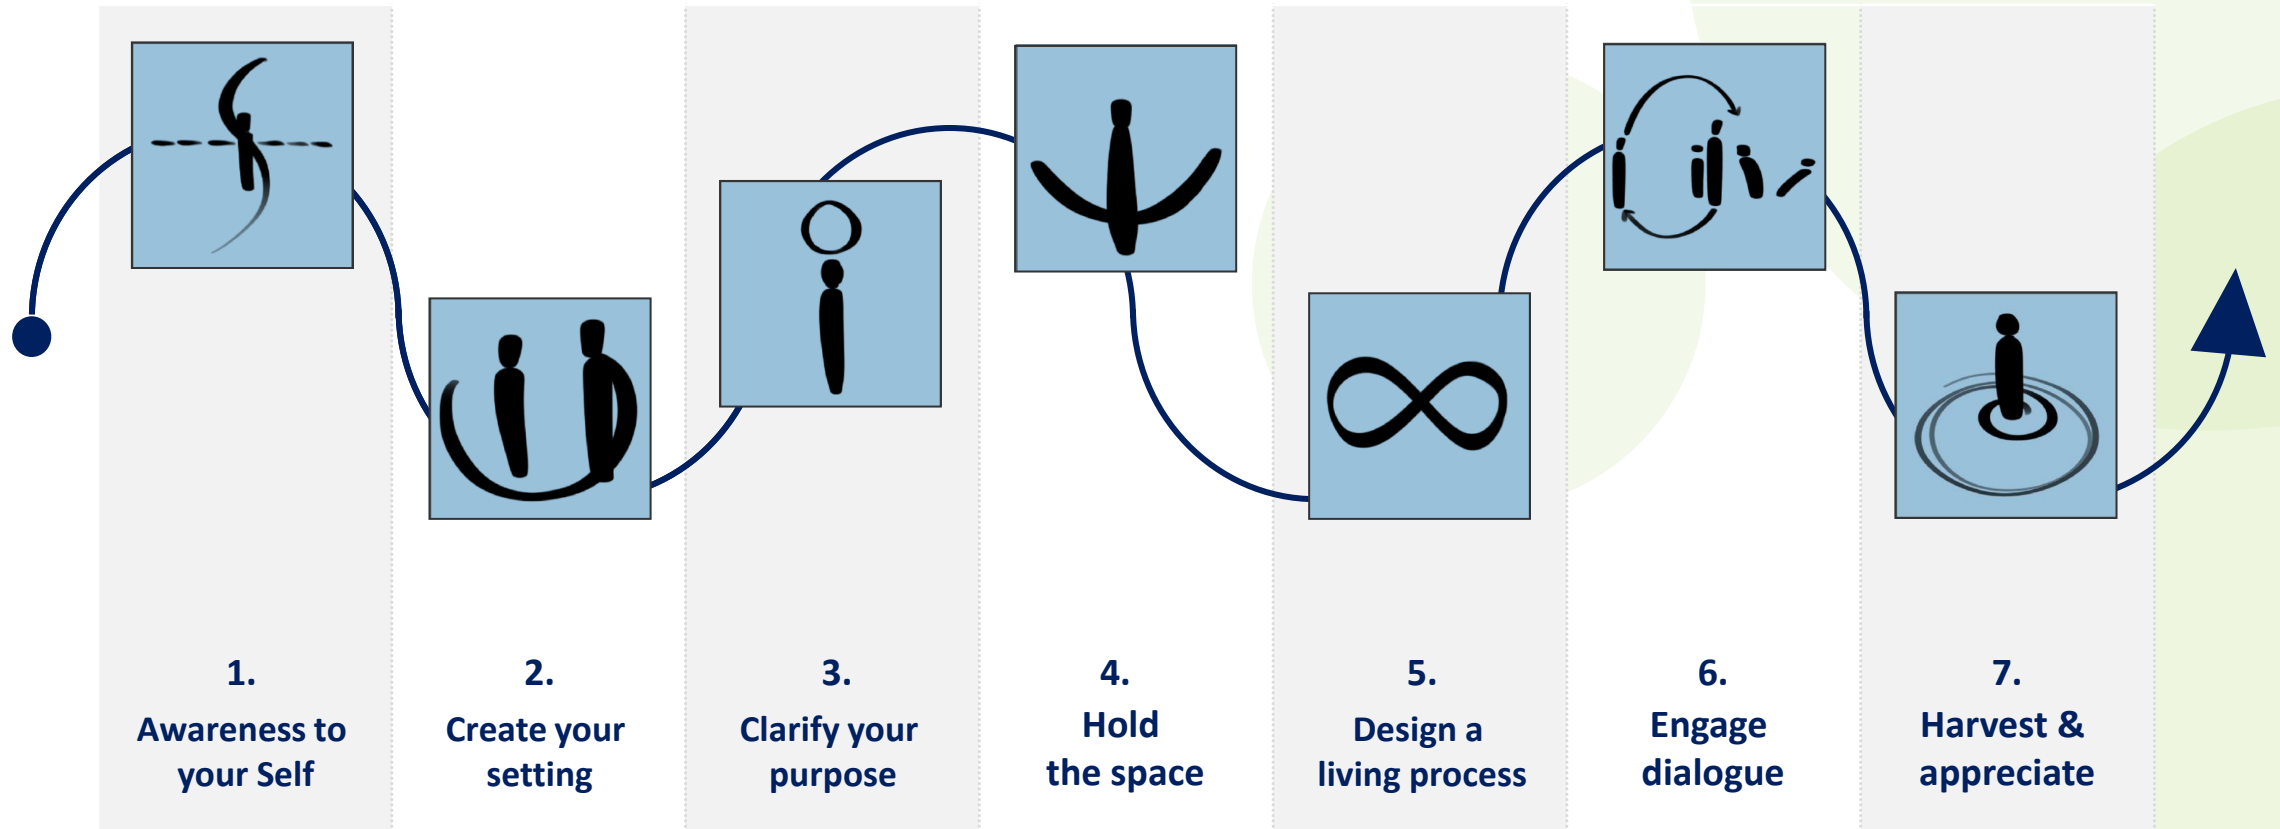 1.
Awareness to
your Self
2.
Create your
setting
3.
Clarify your
purpose
4.
Hold
the space
5.
Design a
living process
6.
Engage
dialogue
7.
Harvest &
appreciate